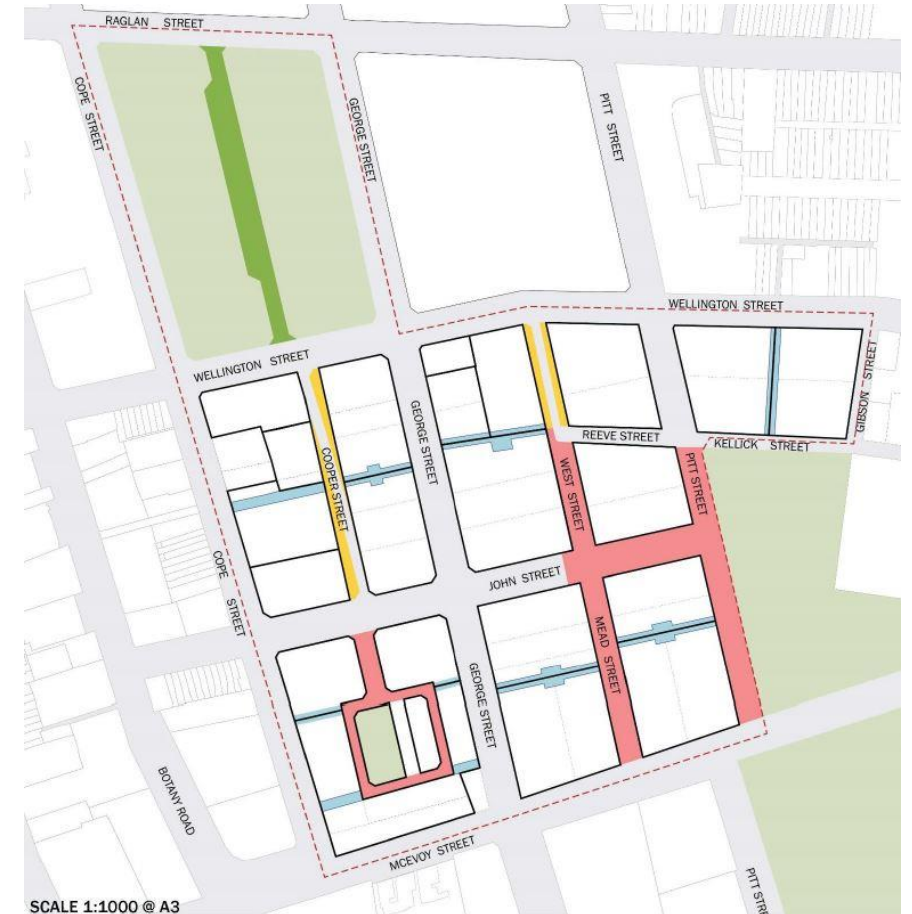 RAGLAN STREET
COPE STREET
GEORGE STREET
PITT STREET
WELLINGTON STREET
WELLINGTON STREET
GIBSON STREET
GEORGE STREET
REEVE STREET
KELLICK STREET
COOPER STREET
WEST STREET
PITT STREET
COPE STREET
JOHN STREET
MEAD STREET
GEORGE STREET
BOTANY ROAD
MCEVOY STREET
PITT STR
SCALE 1:1000 @ A3